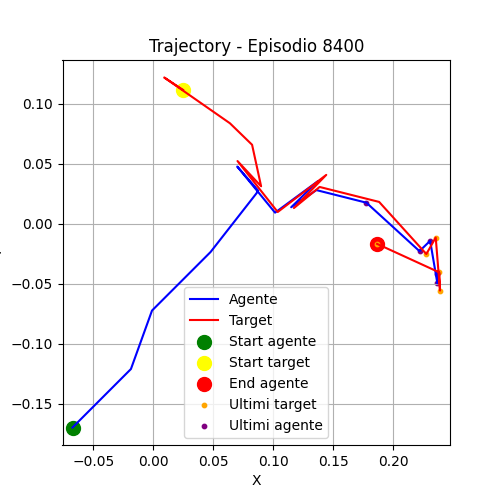 Trajectory - Episodio 8400
0.10
0.05
0.00
−0.05
−0.10
−0.15
Agente
Target
Start agente
Start target
End agente
Ultimi target
Ultimi agente
−0.05
0.00
0.05
0.10
0.15
0.20
X